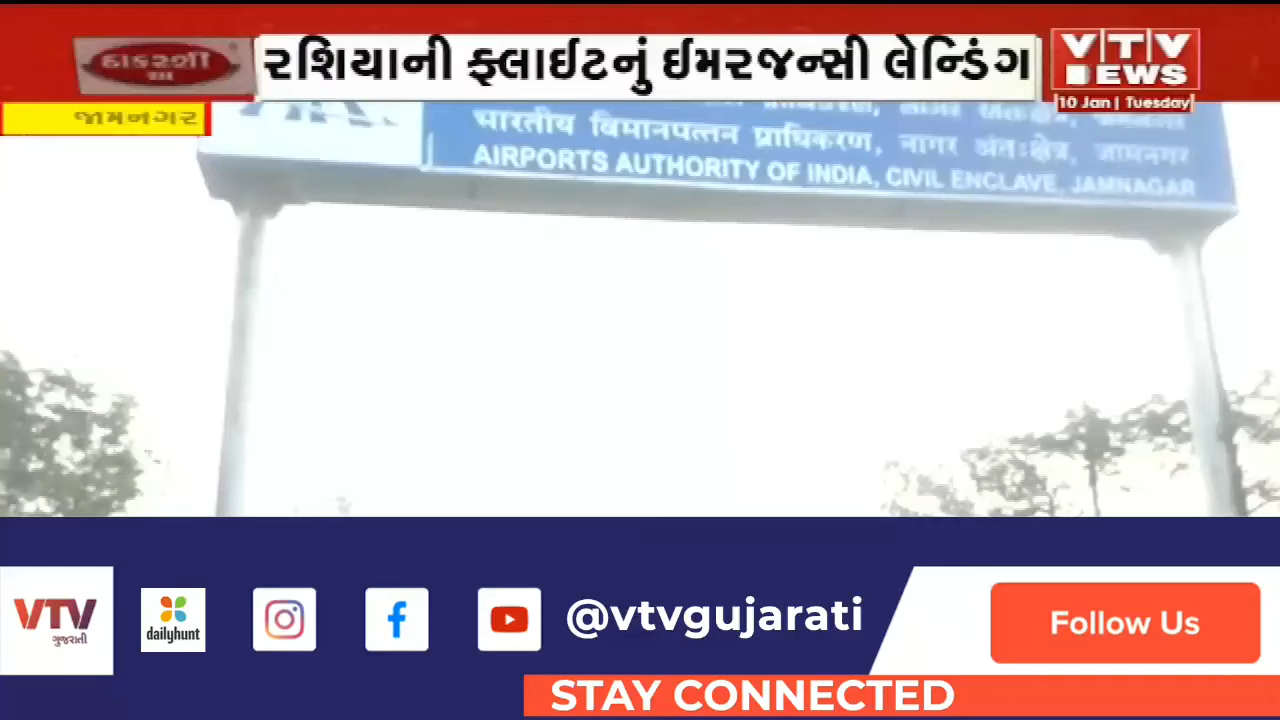 ઠાકરશી
રશિયાની ફ્લાઈટનું ઈમરજન્સી લેન્ડિંગ
VTV
NEWS
10 Jan | Tuesday
જામનગર
भारतीय विमानपत्तन प्राधिकरण, नागर अंतःक्षेत्र, जामनगर
AIRPORTS AUTHORITY OF INDIA, CIVIL ENCLAVE, JAMNAGAR
VTV
ગુજરાતી
dailyhunt
@vtvgujarati
Follow Us
STAY CONNECTED